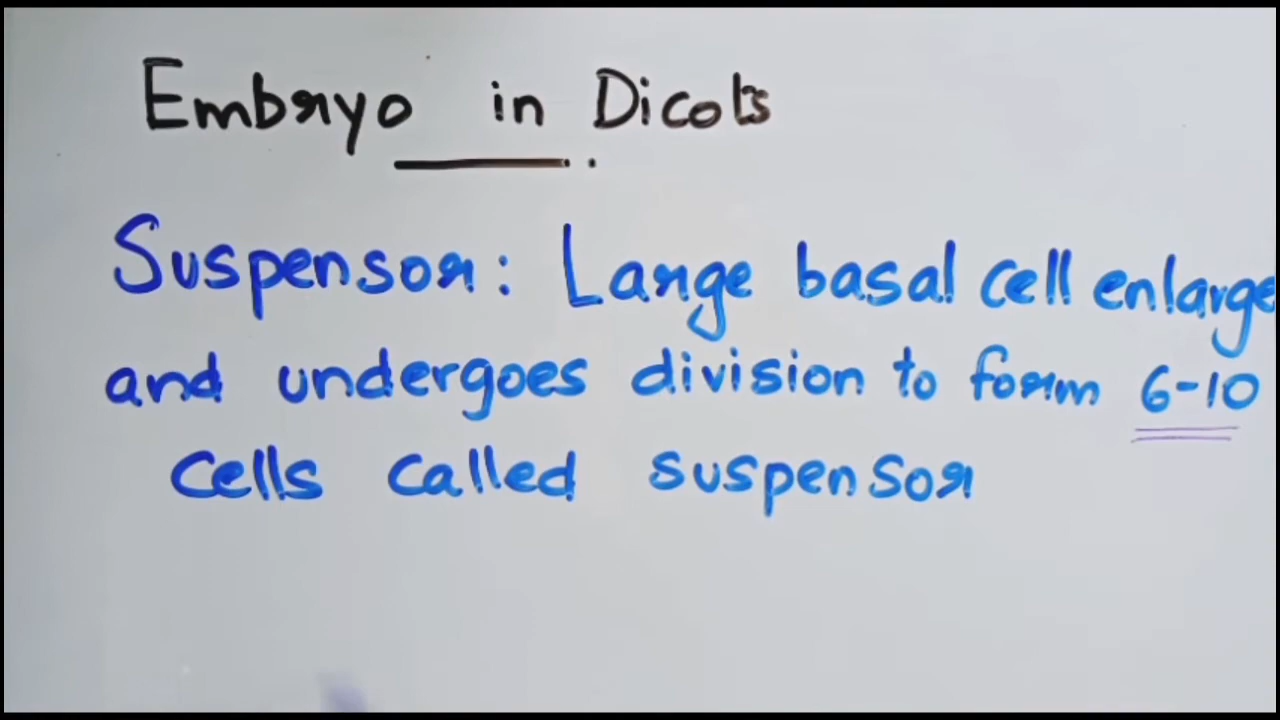 Embryo in Dicots
Suspensor: Large basal cell enlarge
and undergoes division to form 6-10
cells called suspensor